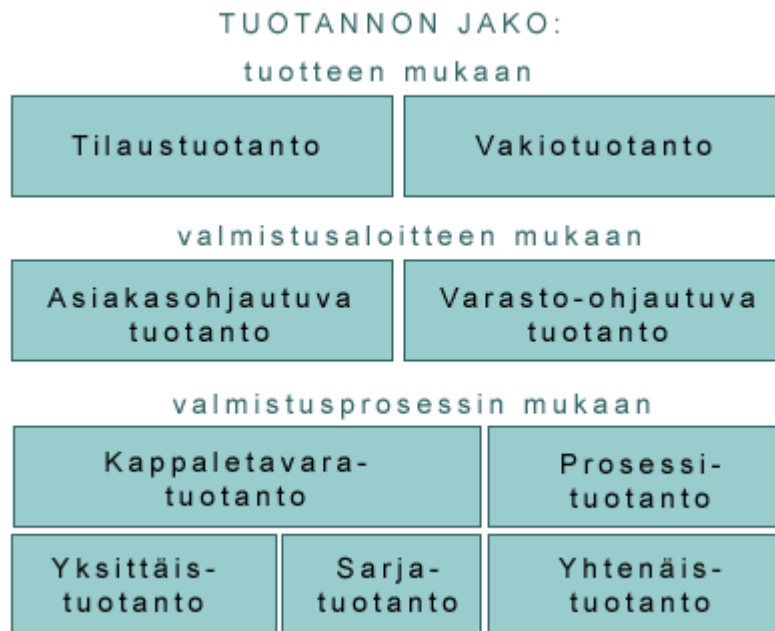 TUOTANNON JAKO:
tuotteen mukaan
Tilaustuotanto
Vakiotuotanto
valmistusaloitteen mukaan
Asiakasohjautuva
tuotanto
Varasto-ohjautuva
tuotanto
valmistusprosessin mukaan
Kappaletavara-
tuotanto
Prosessi-
tuotanto
Yksittäis-
tuotanto
Sarja-
tuotanto
Yhtenäis-
tuotanto